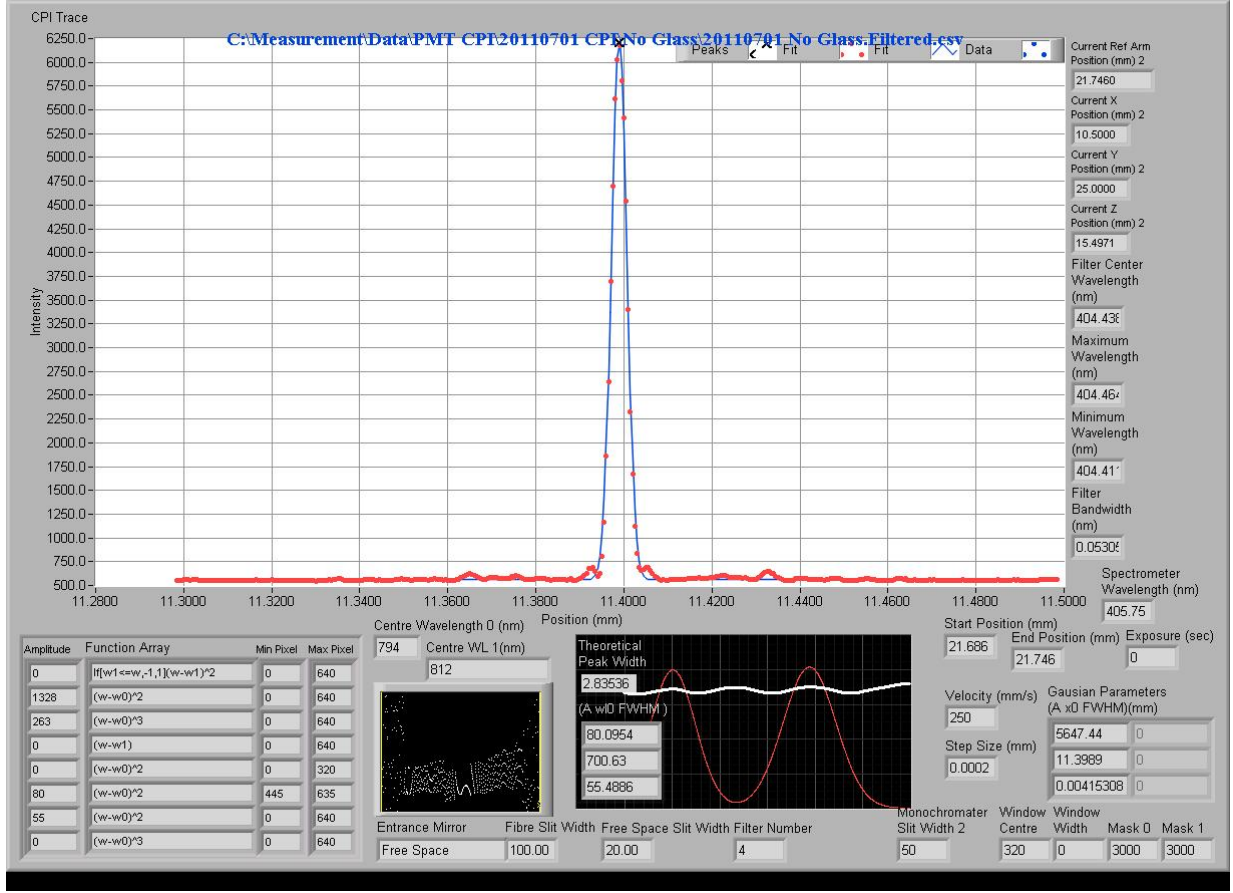 CPI Trace
C:\Measurement\Data\PMT CPI\20110701 CPI\No Glass\20110701 No Glass.Filtered.csv
Peaks Fit Fit Data
Intensity
6250.0
6000.0
5750.0
5500.0
5250.0
5000.0
4750.0
4500.0
4250.0
4000.0
3750.0
3500.0
3250.0
3000.0
2750.0
2500.0
2250.0
2000.0
1750.0
1500.0
1250.0
1000.0
750.0
500.0
11.2800 11.3000 11.3200 11.3400 11.3600 11.3800 11.4000 11.4200 11.4400 11.4600 11.4800 11.5000
Position (mm)
Current Ref Arm
Position (mm) 2
21.7460
Current X
Position (mm) 2
10.5000
Current Y
Position (mm) 2
25.0000
Current Z
Position (mm) 2
15.4971
Filter Center
Wavelength
(nm)
404.43
Maximum
Wavelength
(nm)
404.46
Minimum
Wavelength
(nm)
404.41
Filter
Bandwidth
(nm)
0.0530
Spectrometer
Wavelength (nm)
405.75
Amplitude Function Array Min Pixel Max Pixel
0 If[w1<=w,-1,1](w-w1)^2 0 640
1328 (w-w0)^2 0 640
263 (w-w0)^3 0 640
0 (w-w1) 0 640
0 (w-w0)^2 0 320
80 (w-w0)^2 445 635
55 (w-w0)^2 0 640
0 (w-w0)^3 0 640
Centre Wavelength 0 (nm)
794
Centre WL 1(nm)
812
Theoretical
Peak Width
2.83536
(A wl0 FWHM )
80.0954
700.63
55.4886
Start Position (mm)
21.686
End Position (mm)
21.746
Exposure (sec)
0
Velocity (mm/s)
250
Step Size (mm)
0.0002
Gausian Parameters
(A x0 FWHM)(mm)
5647.44 0
11.3989 0
0.00415308 0
Entrance Mirror
Free Space
Fibre Slit Width
100.00
Free Space Slit Width
20.00
Filter Number
4
Monochromater
Slit Width 2
50
Window
Centre
320
Window
Width
0
Mask 0
3000
Mask 1
3000